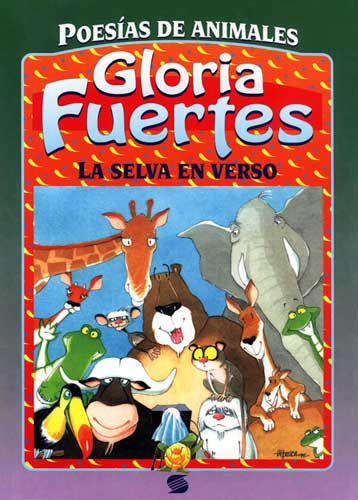 POESÍAS DE ANIMALES
Gloria
Fuertes
LA SELVA EN VERSO